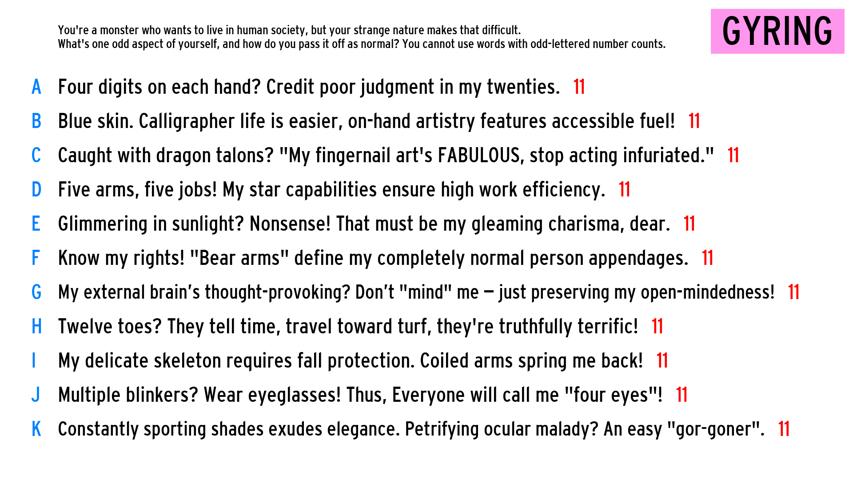 You're a monster who wants to live in human society, but your strange nature makes that difficult.
What's one odd aspect of yourself, and how do you pass it off as normal? You cannot use words with odd-lettered number counts.
GYRING
A Four digits on each hand? Credit poor judgment in my twenties. 11
B Blue skin. Calligrapher life is easier, on-hand artistry features accessible fuel! 11
C Caught with dragon talons? "My fingernail art's FABULOUS, stop acting infuriated." 11
D Five arms, five jobs! My star capabilities ensure high work efficiency. 11
E Glimmering in sunlight? Nonsense! That must be my gleaming charisma, dear. 11
F Know my rights! "Bear arms" define my completely normal person appendages. 11
G My external brain’s thought-provoking? Don’t "mind" me – just preserving my open-mindedness! 11
H Twelve toes? They tell time, travel toward turf, they're truthfully terrific! 11
I My delicate skeleton requires fall protection. Coiled arms spring me back! 11
J Multiple blinkers? Wear eyeglasses! Thus, Everyone will call me "four eyes"! 11
K Constantly sporting shades exudes elegance. Petrifying ocular malady? An easy "gor-goner". 11